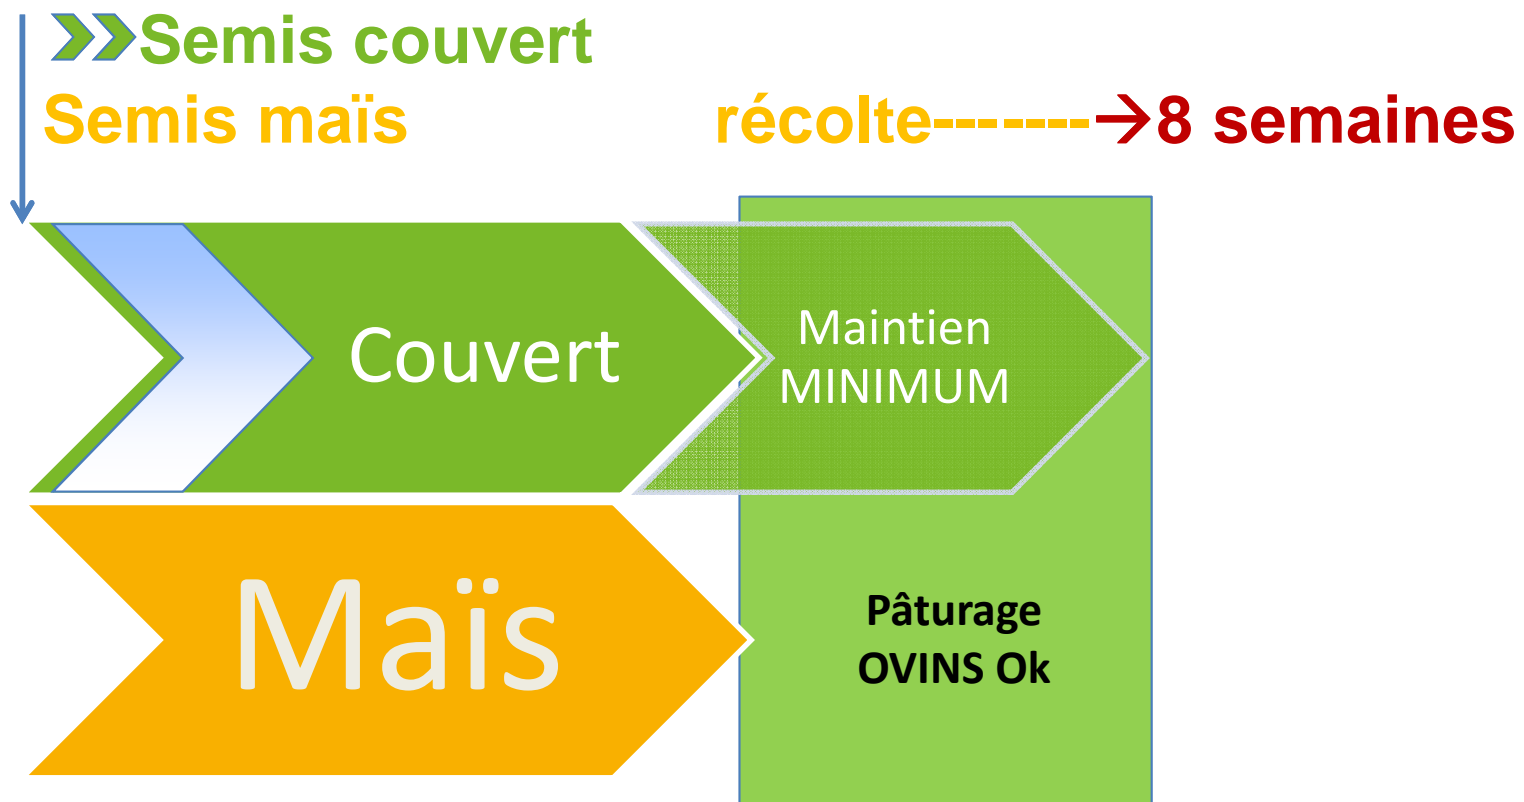 Semis couvert
Semis maïs récolte-------→8 semaines
Couvert
Maintien
MINIMUM
Maïs
Pâturage
OVINS Ok